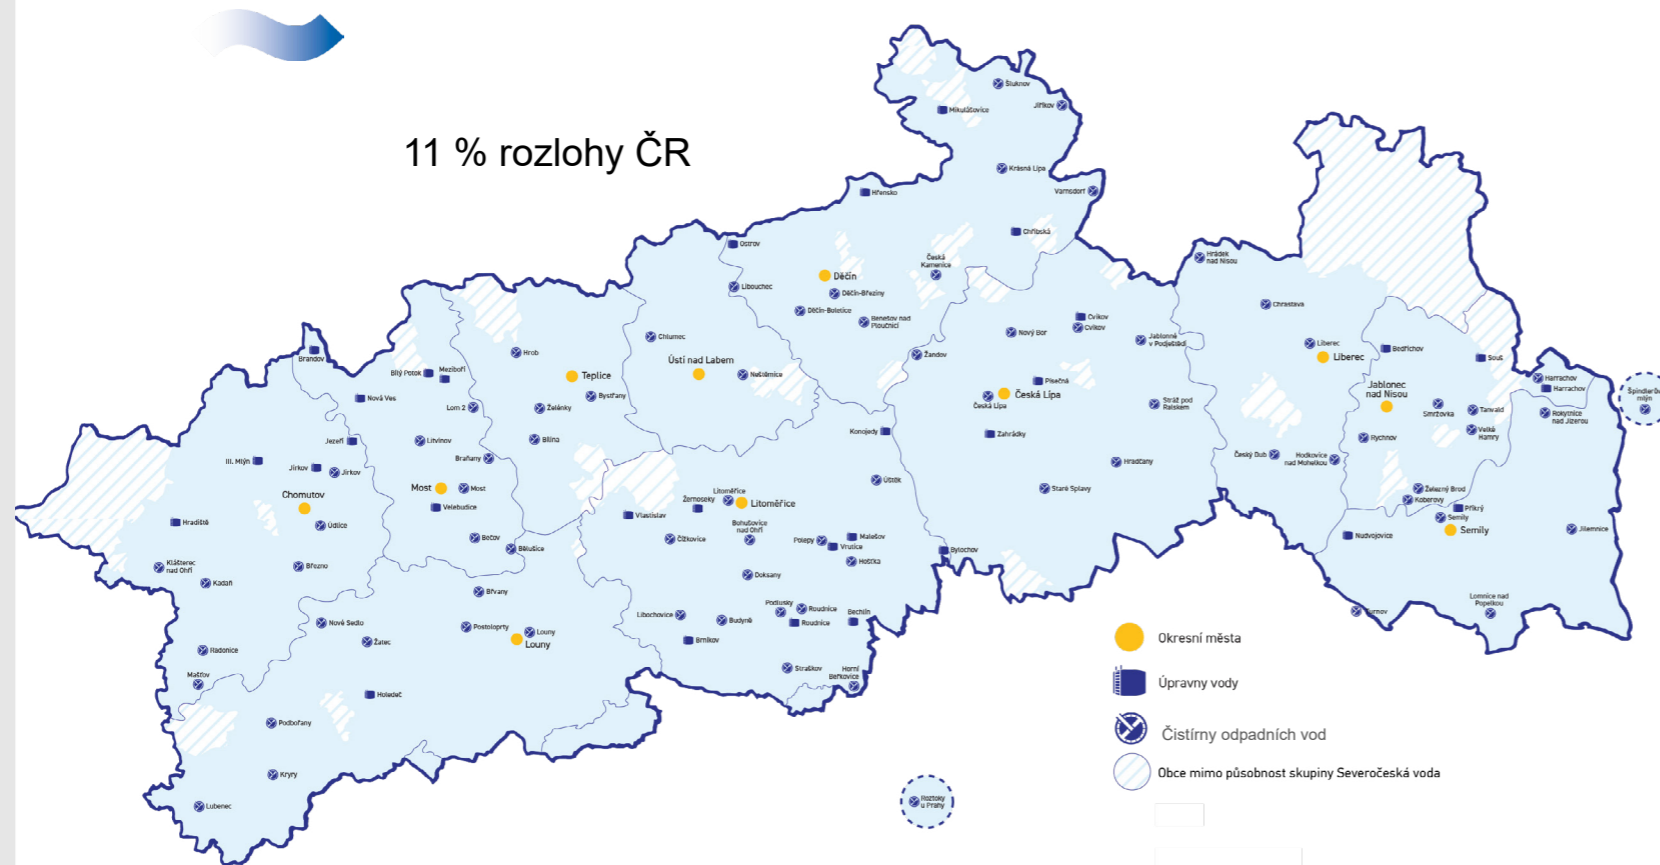 11 % rozlohy ČR
Šluknov
Jiříkov
Mikulášovice
Krásná Lípa
Varnsdorf
Hřensko
Chřibská
Ostrov
Česká
Kamenice
Děčín
Děčín-Březiny
Libouchec
Děčín-Boletice
Benešov nad
Ploučnicí
Hrádek
nad Nisou
Chrastava
Cvikov
Cvikov
Nový Bor
Jablonné
v Podještědí
Liberec
Liberec
Bedřichov
Souš
Chlumec
Ústí nad Labem
Neštěmice
Žandov
Hrob
Teplice
Bystřany
Želénky
Bílina
Brandov
Bílý Potok
Meziboří
Nová Ves
Lom 2
Písečná
Česká Lípa
Česká Lípa
Stráž pod
Ralskem
Jablonec
nad Nisou
Smržovka
Tanvald
Velké
Hamry
Harrachov
Harrachov
Rokytnice
nad Jizerou
Špindlerův
mlýn
Konojedy
Zahrádky
Hradčany
Staré Splavy
Rychnov
Český Dub
Hodkovice
nad Mohelkou
Jezeří
Litvínov
Braňany
III. Mlýn
Jirkov
Jirkov
Chomutov
Údlice
Most
Most
Velebudice
Hradiště
Úštěk
Litoměřice
Žernoseky
Litoměřice
Vlastislav
Bohušovice
nad Ohří
Čížkovice
Polepy
Malešov
Vrutice
Hoštka
Železný Brod
Koberovy
Příkrý
Semily
Semily
Jilemnice
Nudvojovice
Bečov
Bělušice
Bylochov
Klášterec
nad Ohří
Kadaň
Březno
Doksany
Břvany
Libochovice
Budyně
Podlusky
Roudnice
Roudnice
Bechlín
Brníkov
Nové Sedlo
Žatec
Postoloprty
Louny
Louny
Turnov
Lomnice nad
Popelkou
Radonice
Mašťov
Holedeč
Straškov
Horní
Beřkovice
Podbořany
Kryry
Lubenec
Roztoky
u Prahy
Okresní města
Úpravny vody
Čistírny odpadních vod
Obce mimo působnost skupiny Severočeská voda